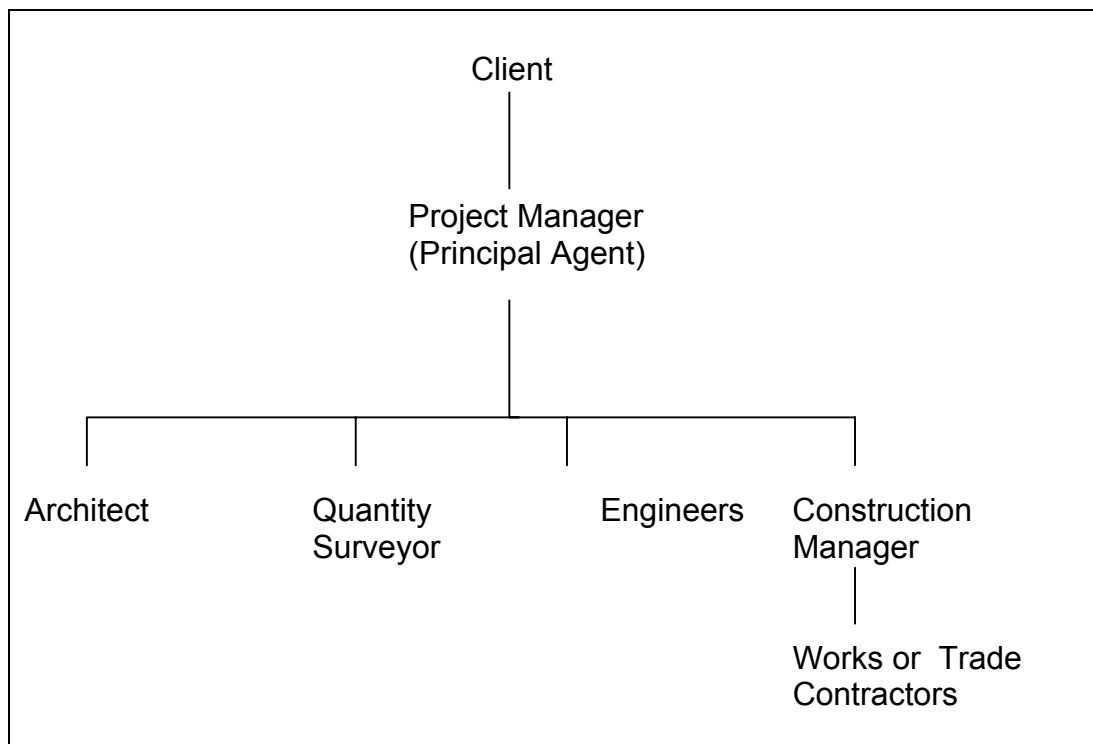 Client
Project Manager
(Principal Agent)
Architect
Quantity
Surveyor
Engineers
Construction
Manager
Works or Trade
Contractors